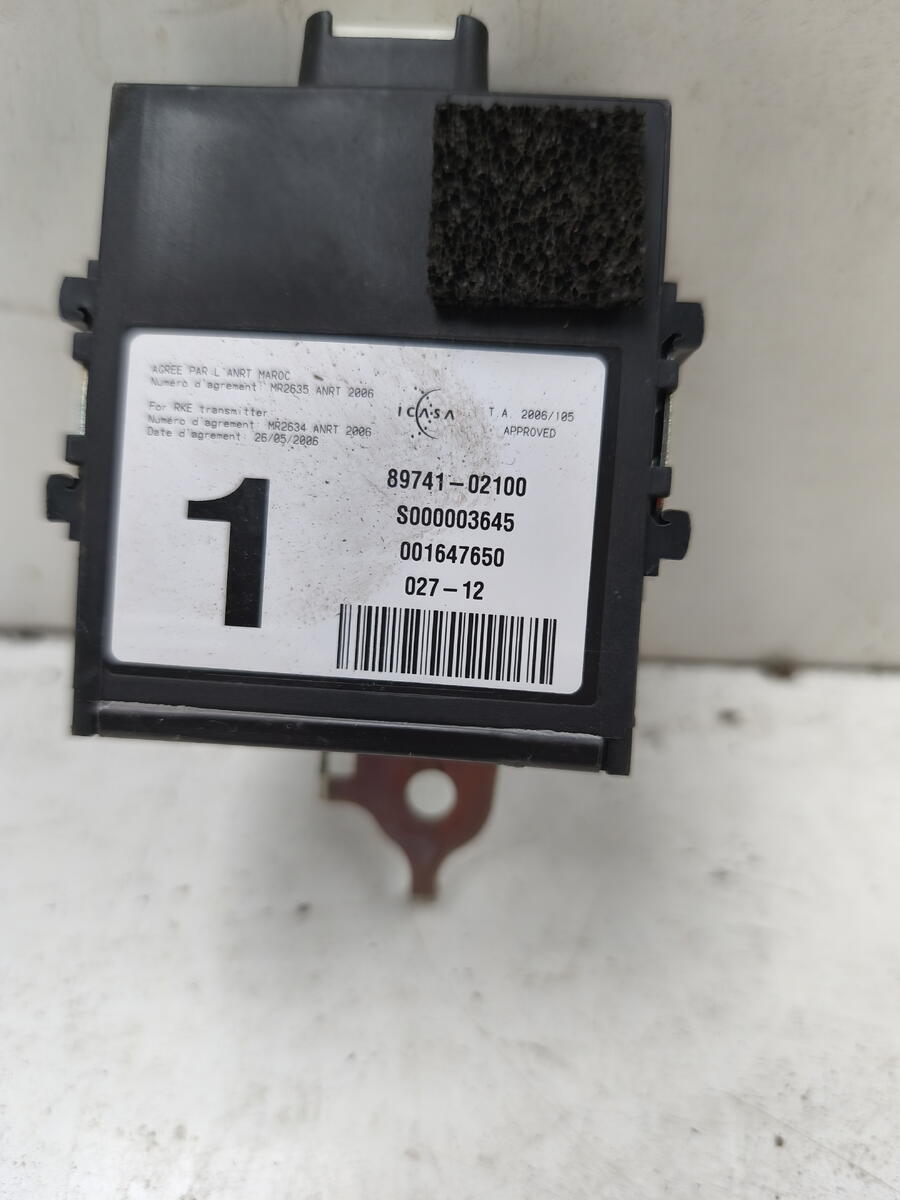 AGREE PAR L'ANRT MAROC
Numéro d'agrement: MR2635 ANRT 2006
For RKE transmitter
Numéro d'agrement: MR2634 ANRT 2006
Date d'agrement: 26/05/2006
ICASA
T.A. 2006/105
APPROVED
1
89741-02100
S000003645
001647650
027-12